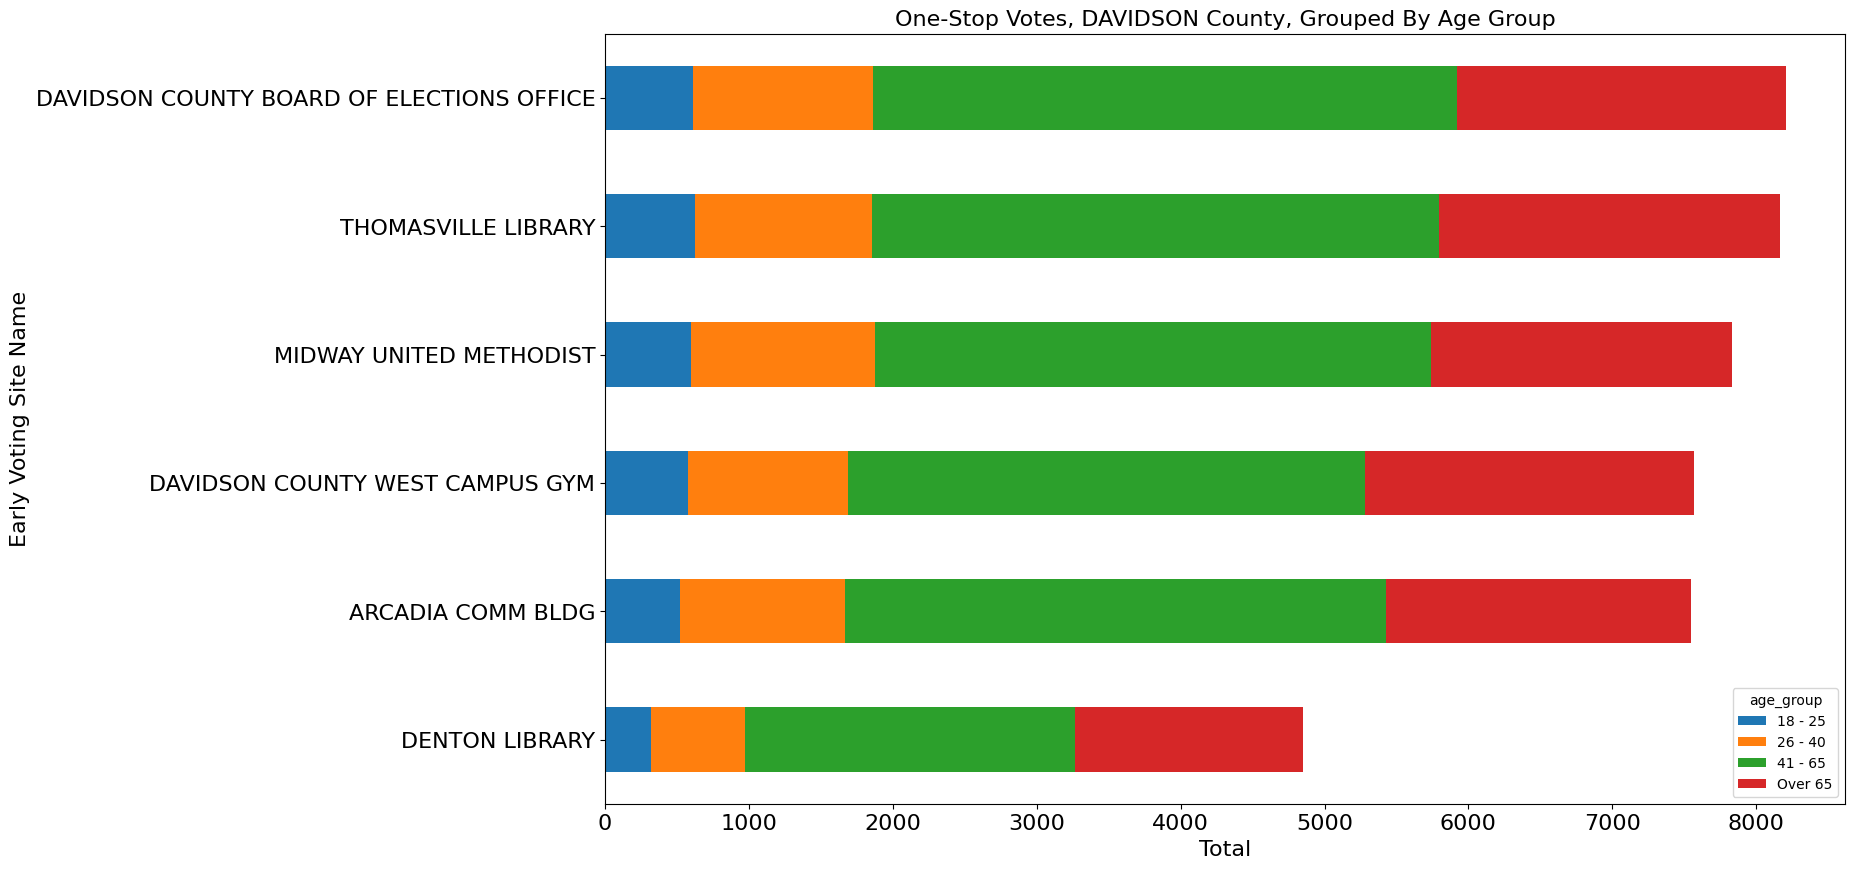 One-Stop Votes, DAVIDSON County, Grouped By Age Group
Early Voting Site Name
DAVIDSON COUNTY BOARD OF ELECTIONS OFFICE
THOMASVILLE LIBRARY
MIDWAY UNITED METHODIST
DAVIDSON COUNTY WEST CAMPUS GYM
ARCADIA COMM BLDG
DENTON LIBRARY
age_group
18 - 25
26 - 40
41 - 65
Over 65
0 1000 2000 3000 4000 5000 6000 7000 8000
Total